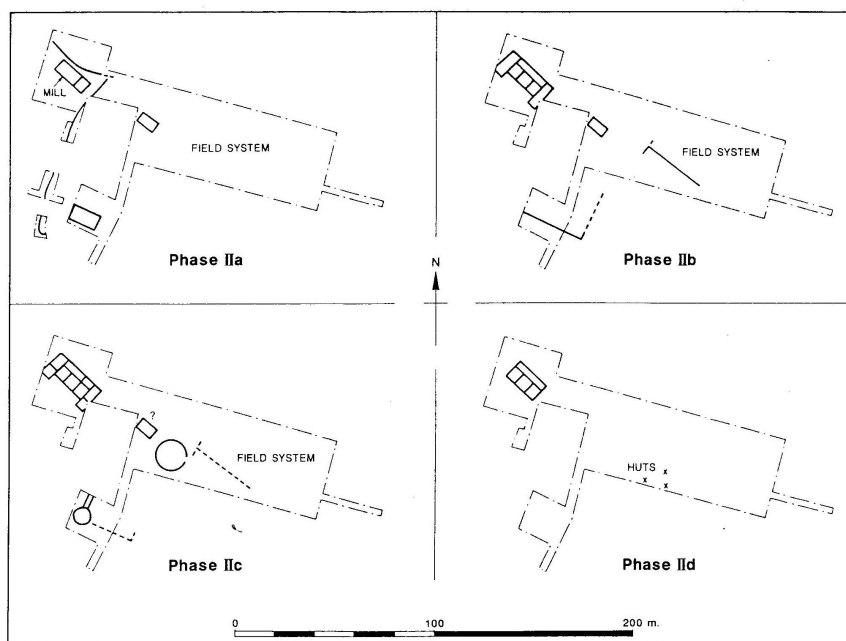 MILL
FIELD SYSTEM
Phase IIa
FIELD SYSTEM
Phase IIb
N
?
FIELD SYSTEM
Phase IIc
HUTS
x
x
x
Phase IId
0 100 200 m.